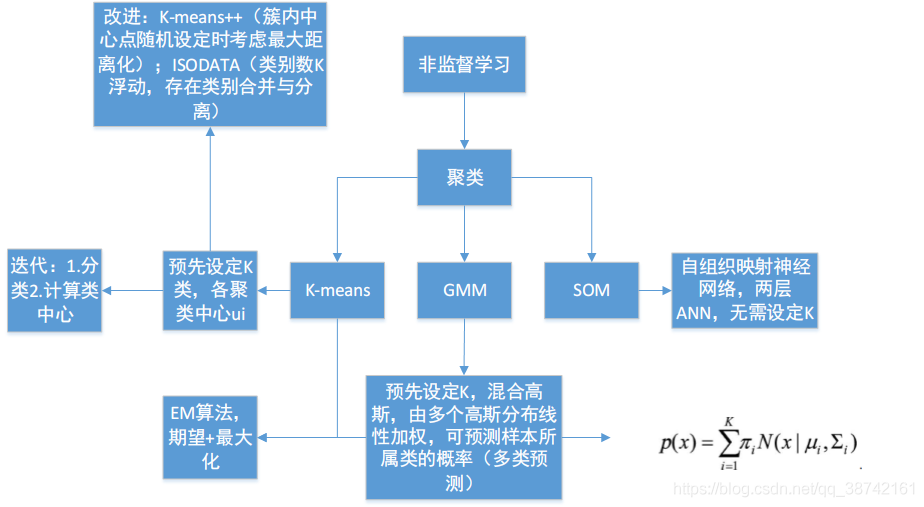 改进：K-means++（簇内中
心点随机设定时考虑最大距
离化）；ISODATA（类别数K
浮动，存在类别合并与分
离）
非监督学习
聚类
迭代：1.分
类2.计算类
中心
预先设定K
类，各聚
类中心ui
K-means
GMM
SOM
自组织映射神经
网络，两层
ANN，无需设定K
EM算法，
期望+最大
化
预先设定K，混合高
斯，由多个高斯分布线
性加权，可预测样本所
属类的概率（多类预
测）
p(x) = \sum_{i=1}^{K} π_i N(x | μ_i, Σ_i) .
https://blog.csdn.net/qq_38742161